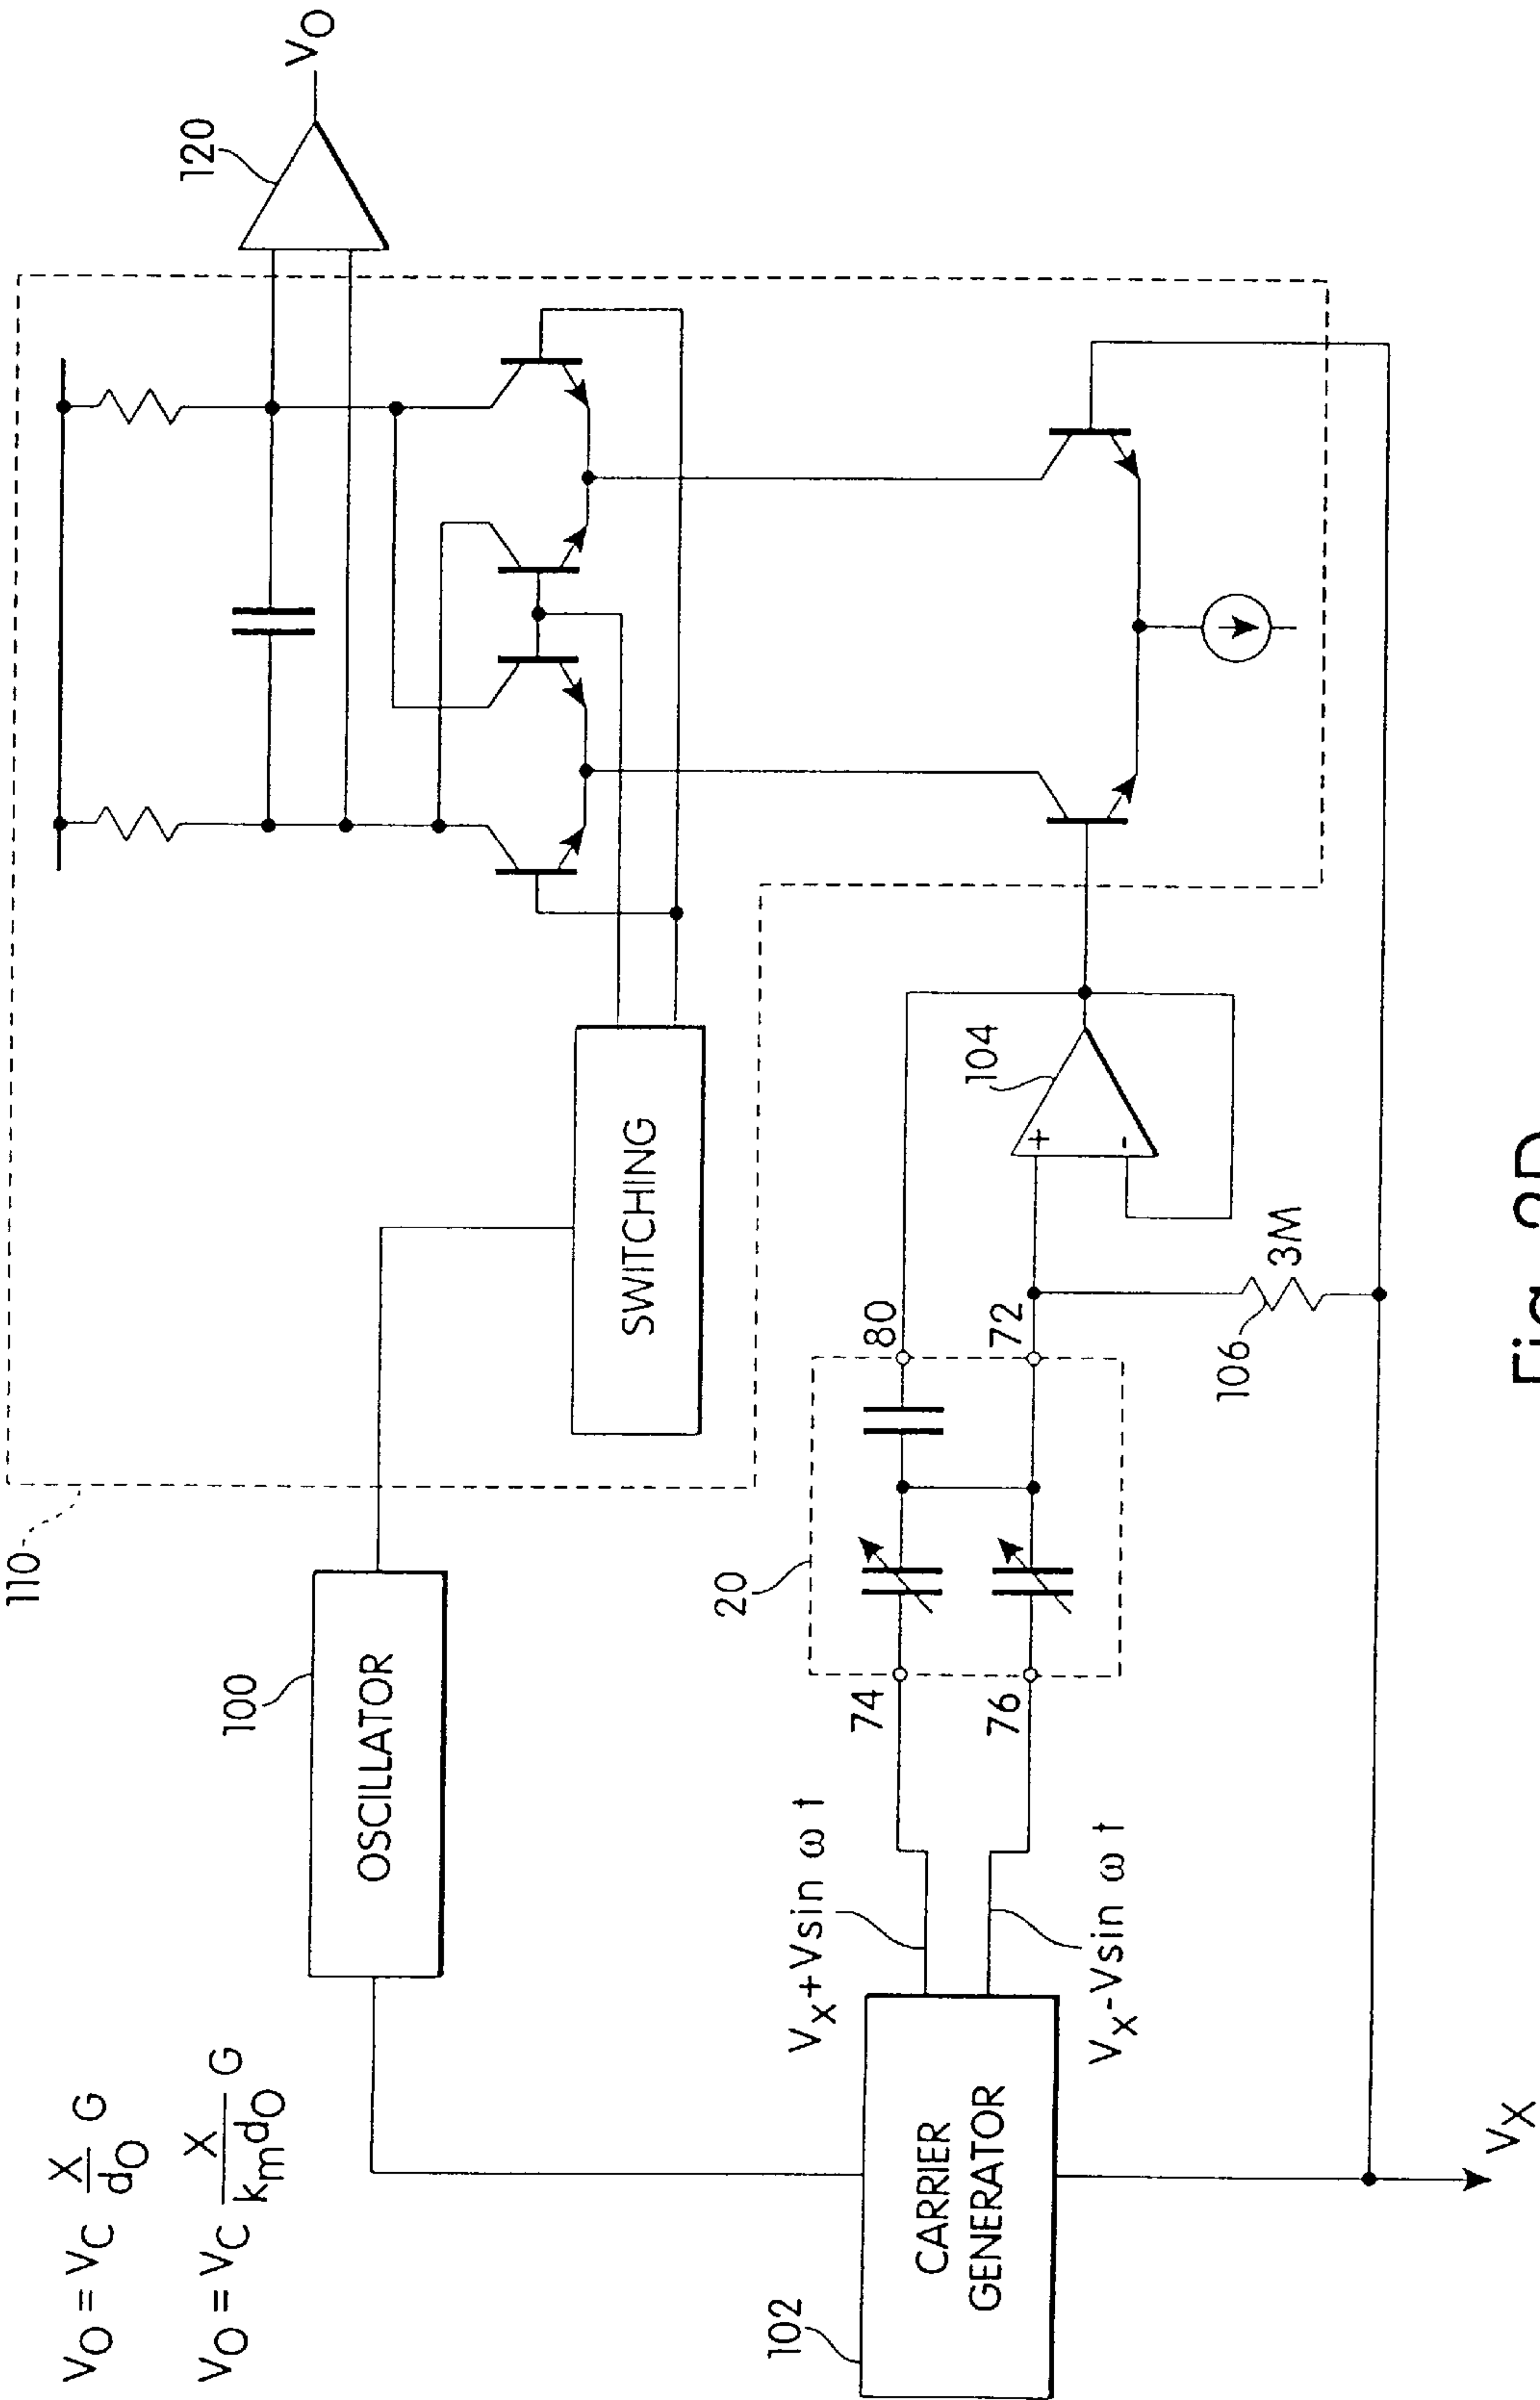 V_O = V_C X/d_O G
V_O = V_C X/k_m d_O G
110
100
OSCILLATOR
SWITCHING
120
V_O
102
CARRIER
GENERATOR
V_X+Vsin ω t
V_X-Vsin ω t
74
76
20
80
72
104
+
-
106
3M
V_X